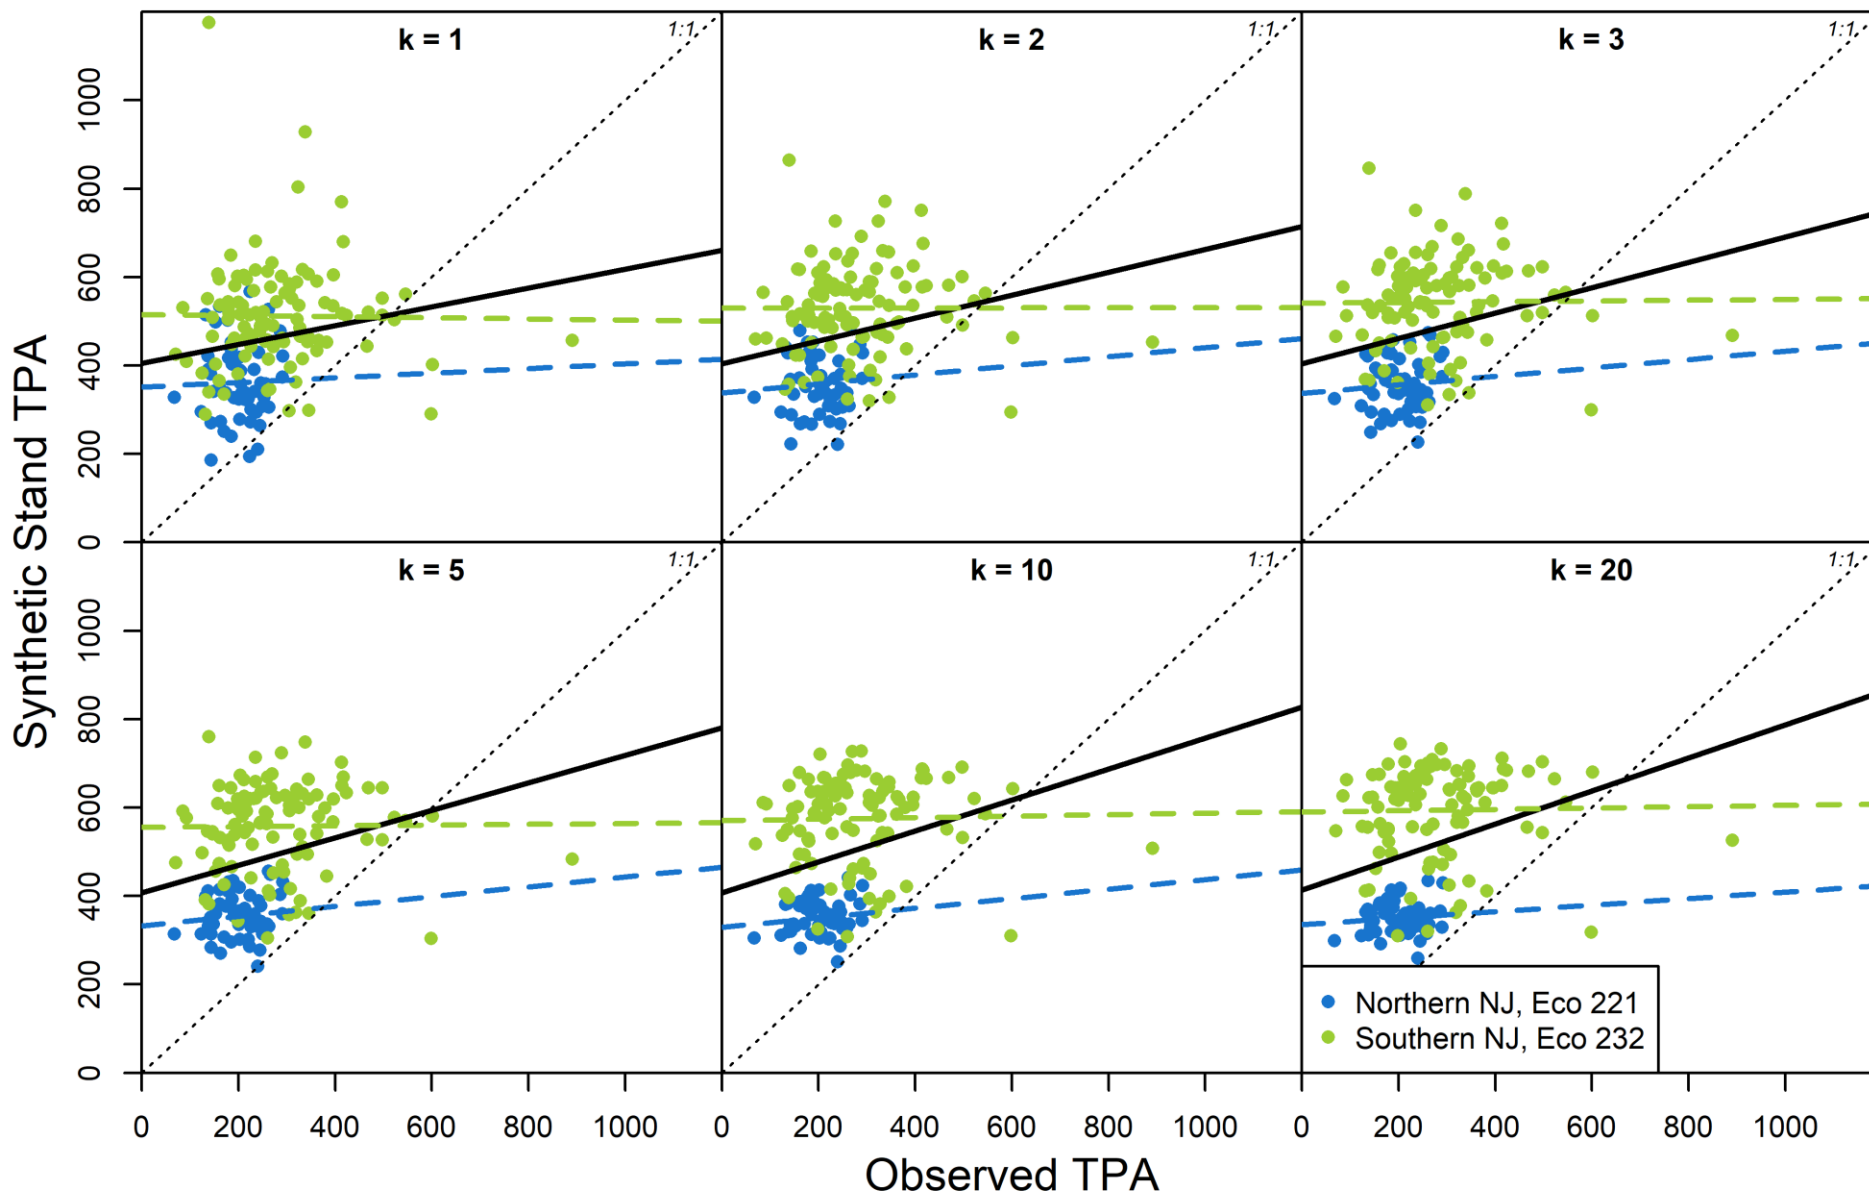 k = 1
1:1
k = 2
1:1
k = 3
1:1
Synthetic Stand TPA
1000
800
600
400
200
0
k = 5
1:1
k = 10
1:1
k = 20
1:1
1000
800
600
400
200
0
Northern NJ, Eco 221
Southern NJ, Eco 232
0 200 400 600 800 1000 0 200 400 600 800 1000 0 200 400 600 800 1000
Observed TPA